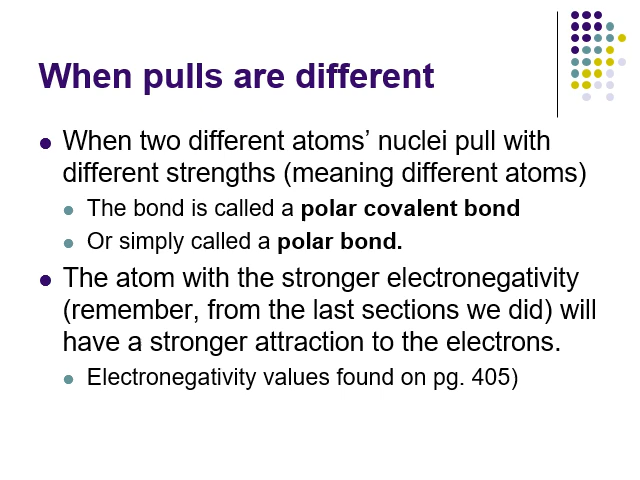 When pulls are different
When two different atoms’ nuclei pull with
different strengths (meaning different atoms)
The bond is called a polar covalent bond
Or simply called a polar bond.
The atom with the stronger electronegativity
(remember, from the last sections we did) will
have a stronger attraction to the electrons.
Electronegativity values found on pg. 405)